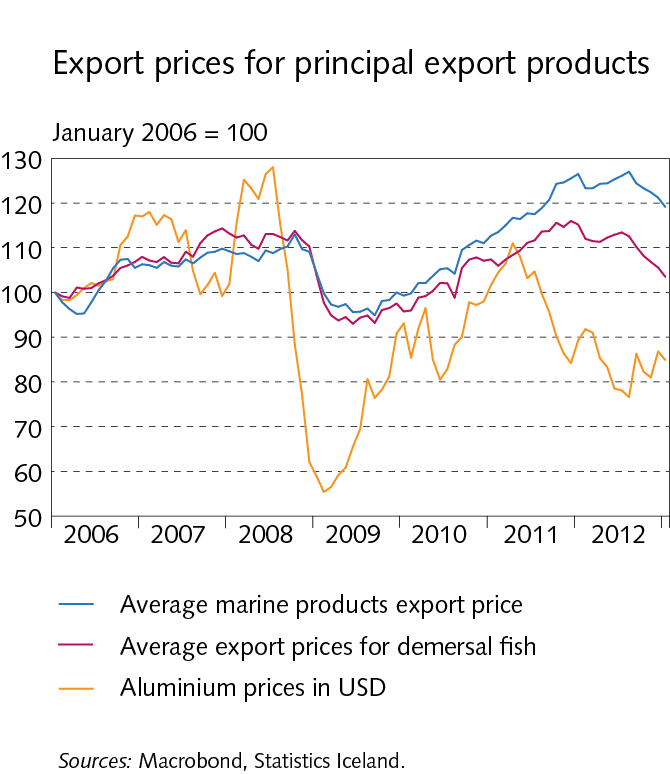 Export prices for principal export products
January 2006 = 100
130
120
110
100
90
80
70
60
50
2006 2007 2008 2009 2010 2011 2012
Average marine products export price
Average export prices for demersal fish
Aluminium prices in USD
Sources: Macrobond, Statistics Iceland.